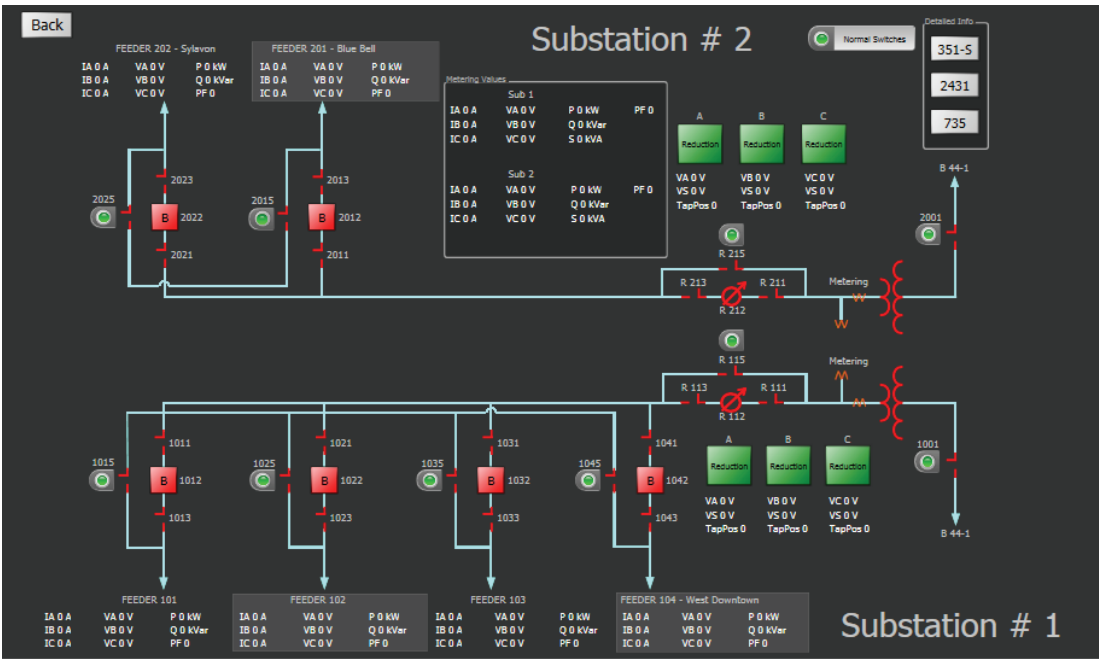 Back
Substation # 2
Normal Switches
Detailed Info
351-S
2431
735
FEEDER 202 - Sylavon
IA 0 A VA 0 V P 0 kW
IB 0 A VB 0 V Q 0 kVar
IC 0 A VC 0 V PF 0
FEEDER 201 - Blue Bell
IA 0 A VA 0 V P 0 kW
IB 0 A VB 0 V Q 0 kVar
IC 0 A VC 0 V PF 0
Metering Values
Sub 1
IA 0 A VA 0 V P 0 kW PF 0
IB 0 A VB 0 V Q 0 kVar
IC 0 A VC 0 V S 0 kVA
Sub 2
IA 0 A VA 0 V P 0 kW PF 0
IB 0 A VB 0 V Q 0 kVar
IC 0 A VC 0 V S 0 kVA
A B C
Reduction Reduction Reduction
VA 0 V VB 0 V VC 0 V
VS 0 V VS 0 V VS 0 V
TapPos 0 TapPos 0 TapPos 0
B 44-1
2023
2025
B 2022
2021
2013
2015
B 2012
2011
2001
R 215
R 213 R 211
R 212
Metering
R 115
R 113 R 111
R 112
Metering
1011
1015
B 1012
1013
1021
1025
B 1022
1023
1031
1035
B 1032
1033
1041
1045
B 1042
1043
A B C
Reduction Reduction Reduction
VA 0 V VB 0 V VC 0 V
VS 0 V VS 0 V VS 0 V
TapPos 0 TapPos 0 TapPos 0
1001
B 44-1
FEEDER 101
IA 0 A VA 0 V P 0 kW
IB 0 A VB 0 V Q 0 kVar
IC 0 A VC 0 V PF 0
FEEDER 102
IA 0 A VA 0 V P 0 kW
IB 0 A VB 0 V Q 0 kVar
IC 0 A VC 0 V PF 0
FEEDER 103
IA 0 A VA 0 V P 0 kW
IB 0 A VB 0 V Q 0 kVar
IC 0 A VC 0 V PF 0
FEEDER 104 - West Downtown
IA 0 A VA 0 V P 0 kW
IB 0 A VB 0 V Q 0 kVar
IC 0 A VC 0 V PF 0
Substation # 1